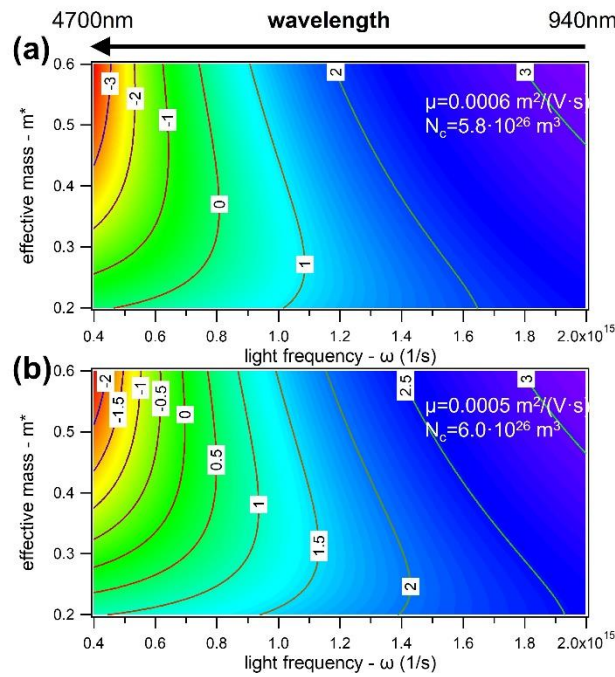 4700nm wavelength 940nm
(a)
0.6
0.5
0.4
0.3
0.2
effective mass - m*
-3
-2
-1
0
1
2
3
μ=0.0006 m²/(V·s)
N_c=5.8·10²⁶ m³
0.4 0.6 0.8 1.0 1.2 1.4 1.6 1.8 2.0x10¹⁵
light frequency - ω (1/s)
(b)
0.6
0.5
0.4
0.3
0.2
effective mass - m*
-2
-1.5
-1
-0.5
0
0.5
1
1.5
2
2.5
3
μ=0.0005 m²/(V·s)
N_c=6.0·10²⁶ m³
0.4 0.6 0.8 1.0 1.2 1.4 1.6 1.8 2.0x10¹⁵
light frequency - ω (1/s)